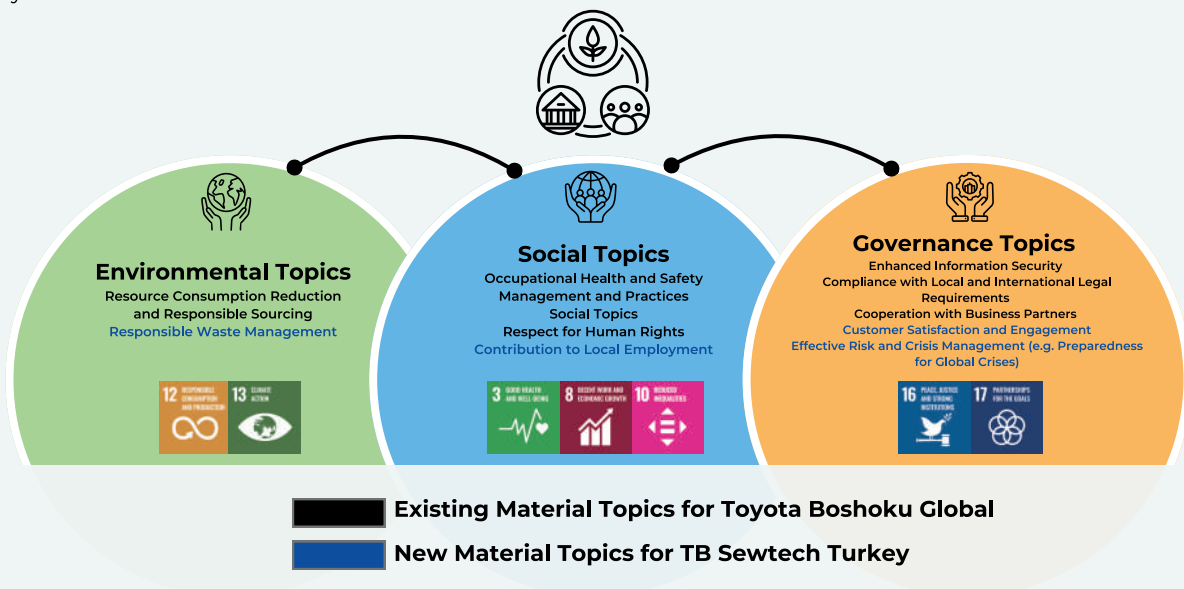 Environmental Topics
Resource Consumption Reduction
and Responsible Sourcing
Responsible Waste Management
12 RESPONSIBLE
CONSUMPTION
AND PRODUCTION
13 CLIMATE
ACTION
Social Topics
Occupational Health and Safety
Management and Practices
Social Topics
Respect for Human Rights
Contribution to Local Employment
3 GOOD HEALTH
AND WELL-BEING
8 DECENT WORK AND
ECONOMIC GROWTH
10 REDUCED
INEQUALITIES
Governance Topics
Enhanced Information Security
Compliance with Local and International Legal
Requirements
Cooperation with Business Partners
Customer Satisfaction and Engagement
Effective Risk and Crisis Management (e.g. Preparedness
for Global Crises)
16 PEACE, JUSTICE
AND STRONG
INSTITUTIONS
17 PARTNERSHIPS
FOR THE GOALS
Existing Material Topics for Toyota Boshoku Global
New Material Topics for TB Sewtech Turkey